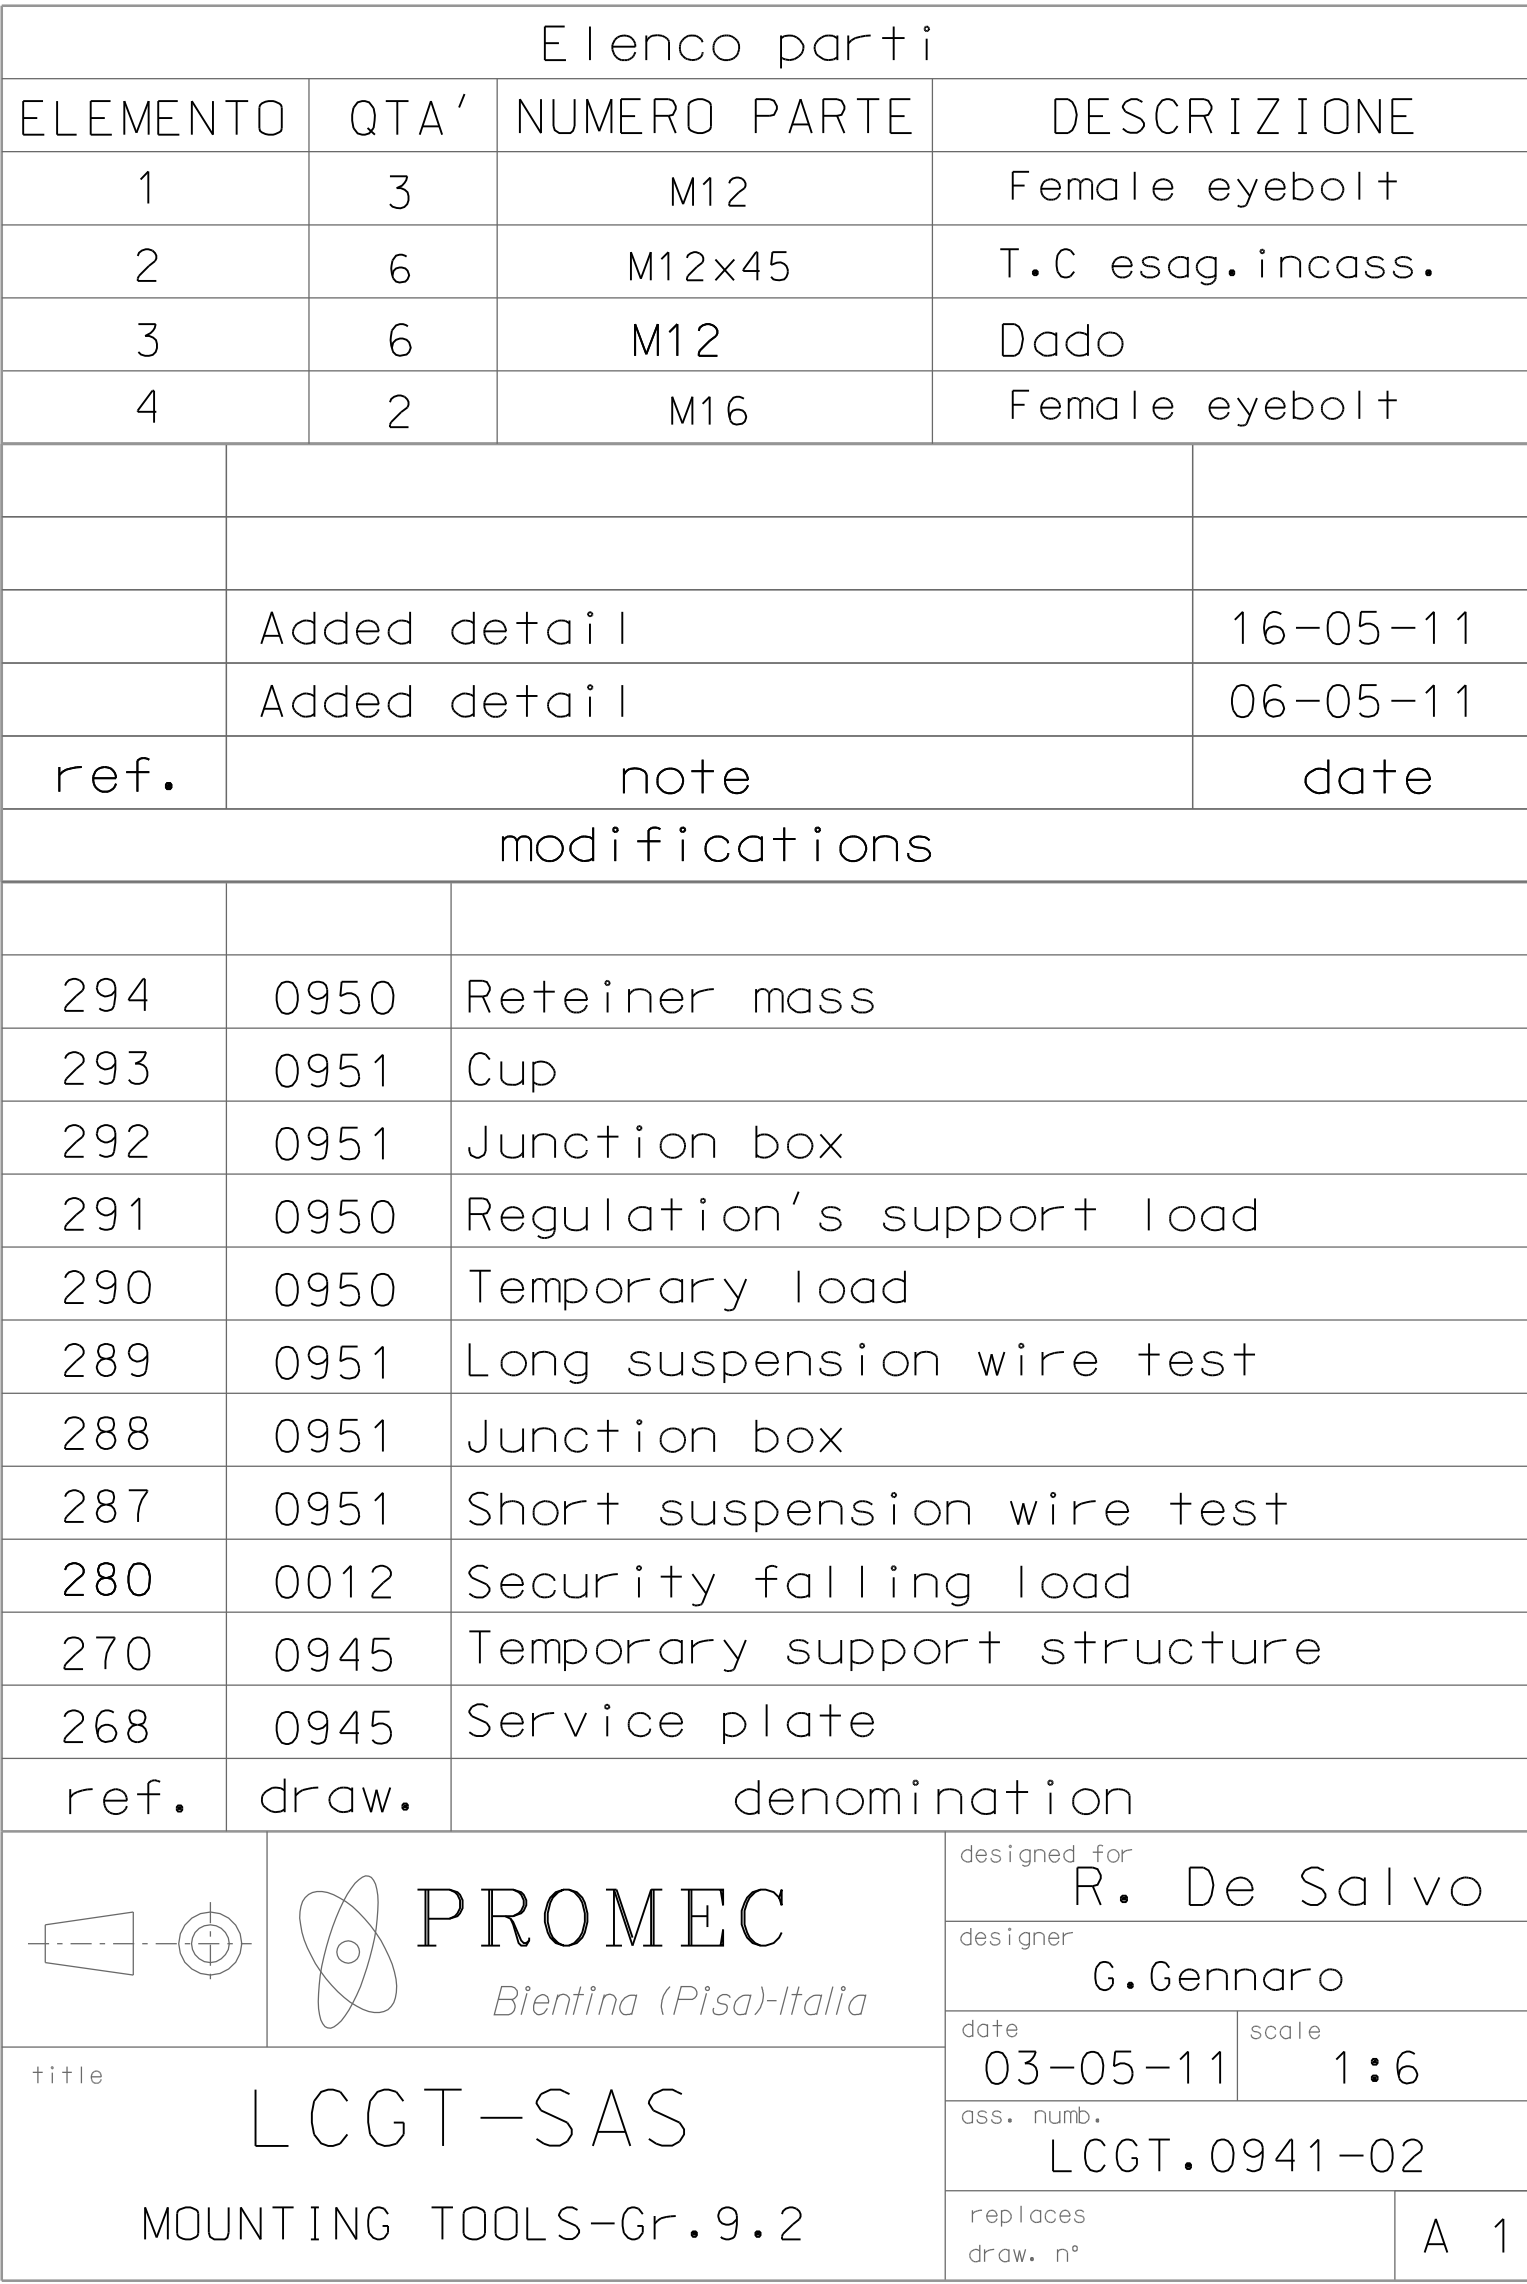 Elenco parti
ELEMENTO QTA' NUMERO PARTE DESCRIZIONE
1 3 M12 Female eyebolt
2 6 M12x45 T.C esag.incass.
3 6 M12 Dado
4 2 M16 Female eyebolt
Added detail 16-05-11
Added detail 06-05-11
ref. note date
modifications
294 0950 Reteiner mass
293 0951 Cup
292 0951 Junction box
291 0950 Regulation's support load
290 0950 Temporary load
289 0951 Long suspension wire test
288 0951 Junction box
287 0951 Short suspension wire test
280 0012 Security falling load
270 0945 Temporary support structure
268 0945 Service plate
ref. draw. denomination
PROMEC
Bientina (Pisa)-Italia
designed for
R. De Salvo
designer
G.Gennaro
date scale
03-05-11 1:6
title
LCGT-SAS
MOUNTING TOOLS-Gr.9.2
ass. numb.
LCGT.0941-02
replaces
draw. n°
A 1